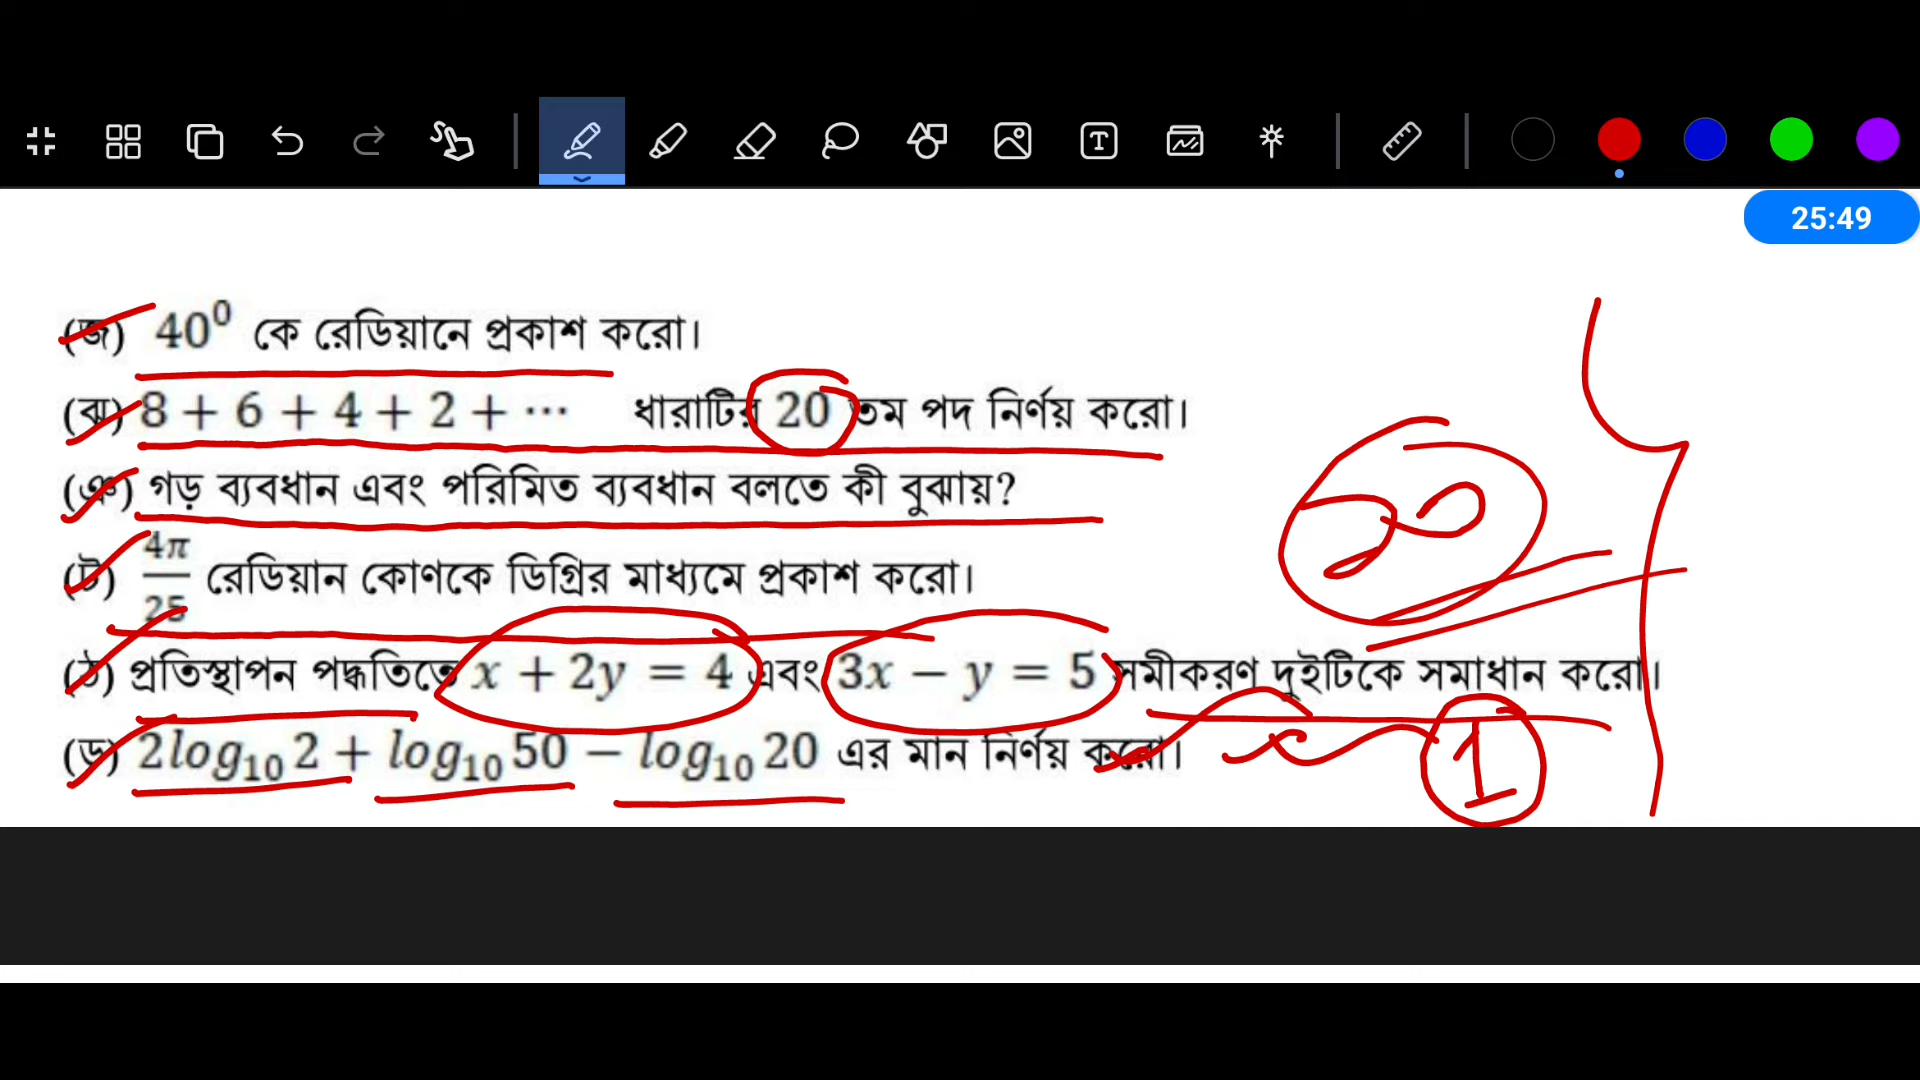 25:49
(জ) 40⁰ কে রেডিয়ানে প্রকাশ করো।
(ঝ) 8 + 6 + 4 + 2 + ⋯ ধারাটির 20 তম পদ নির্ণয় করো।
(ঞ) গড় ব্যবধান এবং পরিমিত ব্যবধান বলতে কী বুঝায়?
20
(ট) 4π/25 রেডিয়ান কোণকে ডিগ্রির মাধ্যমে প্রকাশ করো।
(ঠ) প্রতিস্থাপন পদ্ধতিতে x + 2y = 4 এবং 3x − y = 5 সমীকরণ দুইটিকে সমাধান করো।
(ড) 2log₁₀2 + log₁₀50 − log₁₀20 এর মান নির্ণয় করো। 1